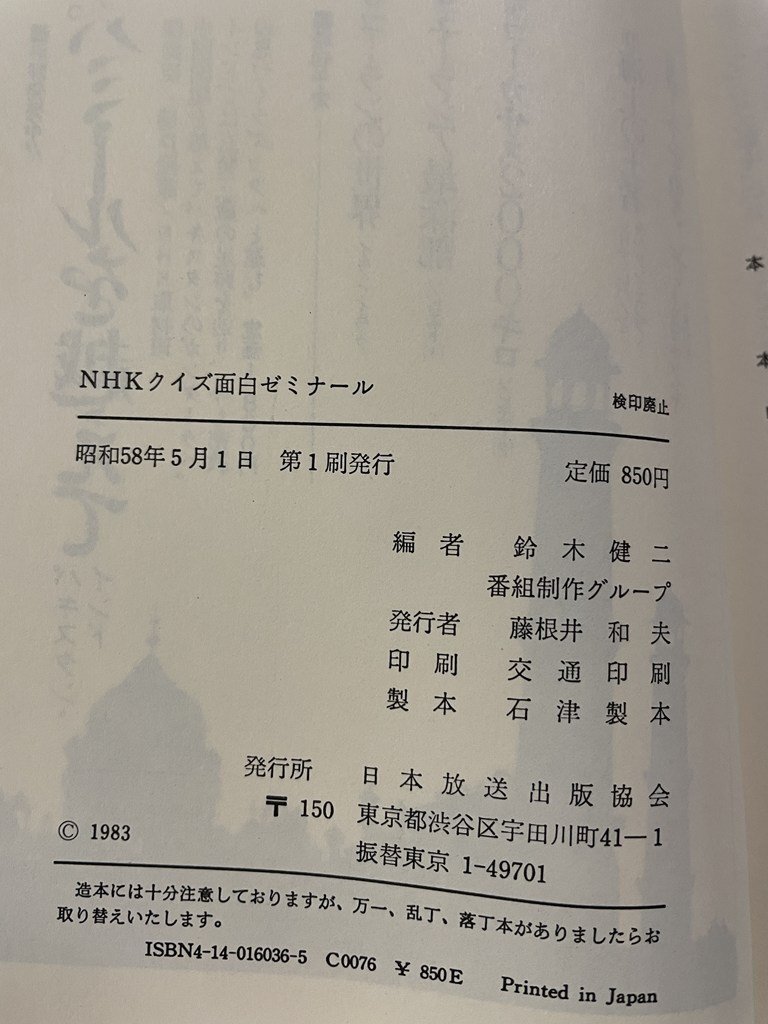 NHKクイズ面白ゼミナール
検印廃止
昭和58年5月1日　第1刷発行
定価 850円
編　者　鈴　木　健　二
番組制作グループ
発行者　藤根井　和　夫
印　刷　交　通　印　刷
製　本　石　津　製　本
発行所　日　本　放　送　出　版　協　会
〒 150　東京都渋谷区宇田川町41—1
振替東京 1-49701
© 1983
造本には十分注意しておりますが、万一、乱丁、落丁本がありましたらお
取り替えいたします。
ISBN4-14-016036-5　C0076　￥850E　Printed in Japan